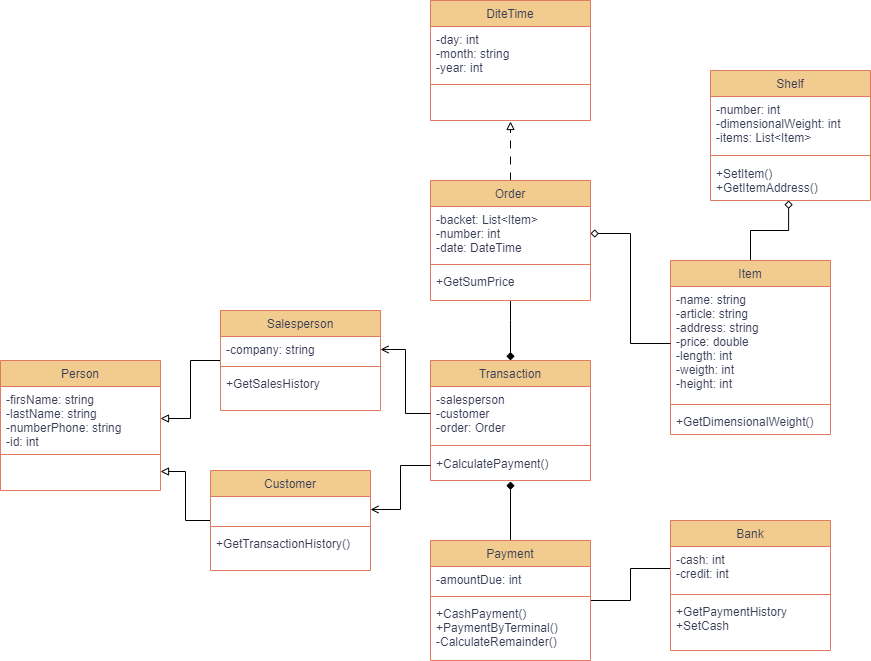 DiteTime
-day: int
-month: string
-year: int
Shelf
-number: int
-dimensionalWeight: int
-items: List<Item>
+SetItem()
+GetItemAddress()
Order
-backet: List<Item>
-number: int
-date: DateTime
+GetSumPrice
Item
-name: string
-article: string
-address: string
-price: double
-length: int
-weigth: int
-height: int
+GetDimensionalWeight()
Salesperson
-company: string
+GetSalesHistory
Person
-firsName: string
-lastName: string
-numberPhone: string
-id: int
Transaction
-salesperson
-customer
-order: Order
+CalculatePayment()
Customer
+GetTransactionHistory()
Payment
-amountDue: int
+CashPayment()
+PaymentByTerminal()
-CalculateRemainder()
Bank
-cash: int
-credit: int
+GetPaymentHistory
+SetCash